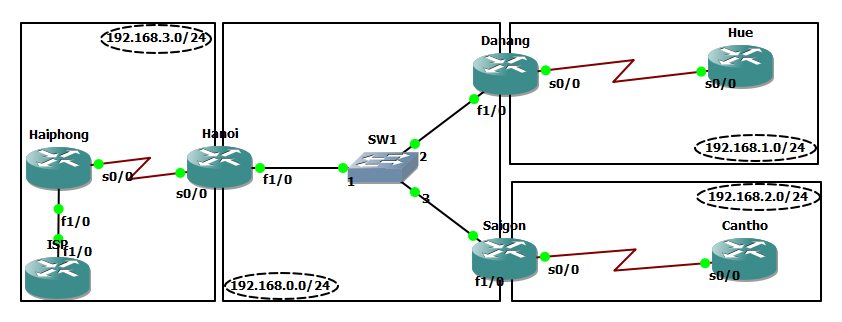 192.168.3.0/24
Haiphong
s0/0
f1/0
ISP
f1/0
Hanoi
s0/0
f1/0
SW1
1
2
3
192.168.0.0/24
Danang
f1/0
s0/0
Hue
s0/0
192.168.1.0/24
Saigon
f1/0
s0/0
192.168.2.0/24
Cantho
s0/0